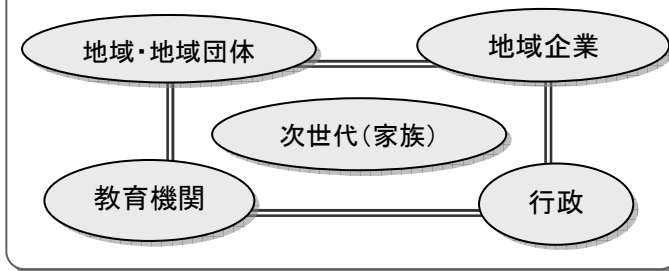 地域・地域団体
地域企業
次世代（家族）
教育機関
行政